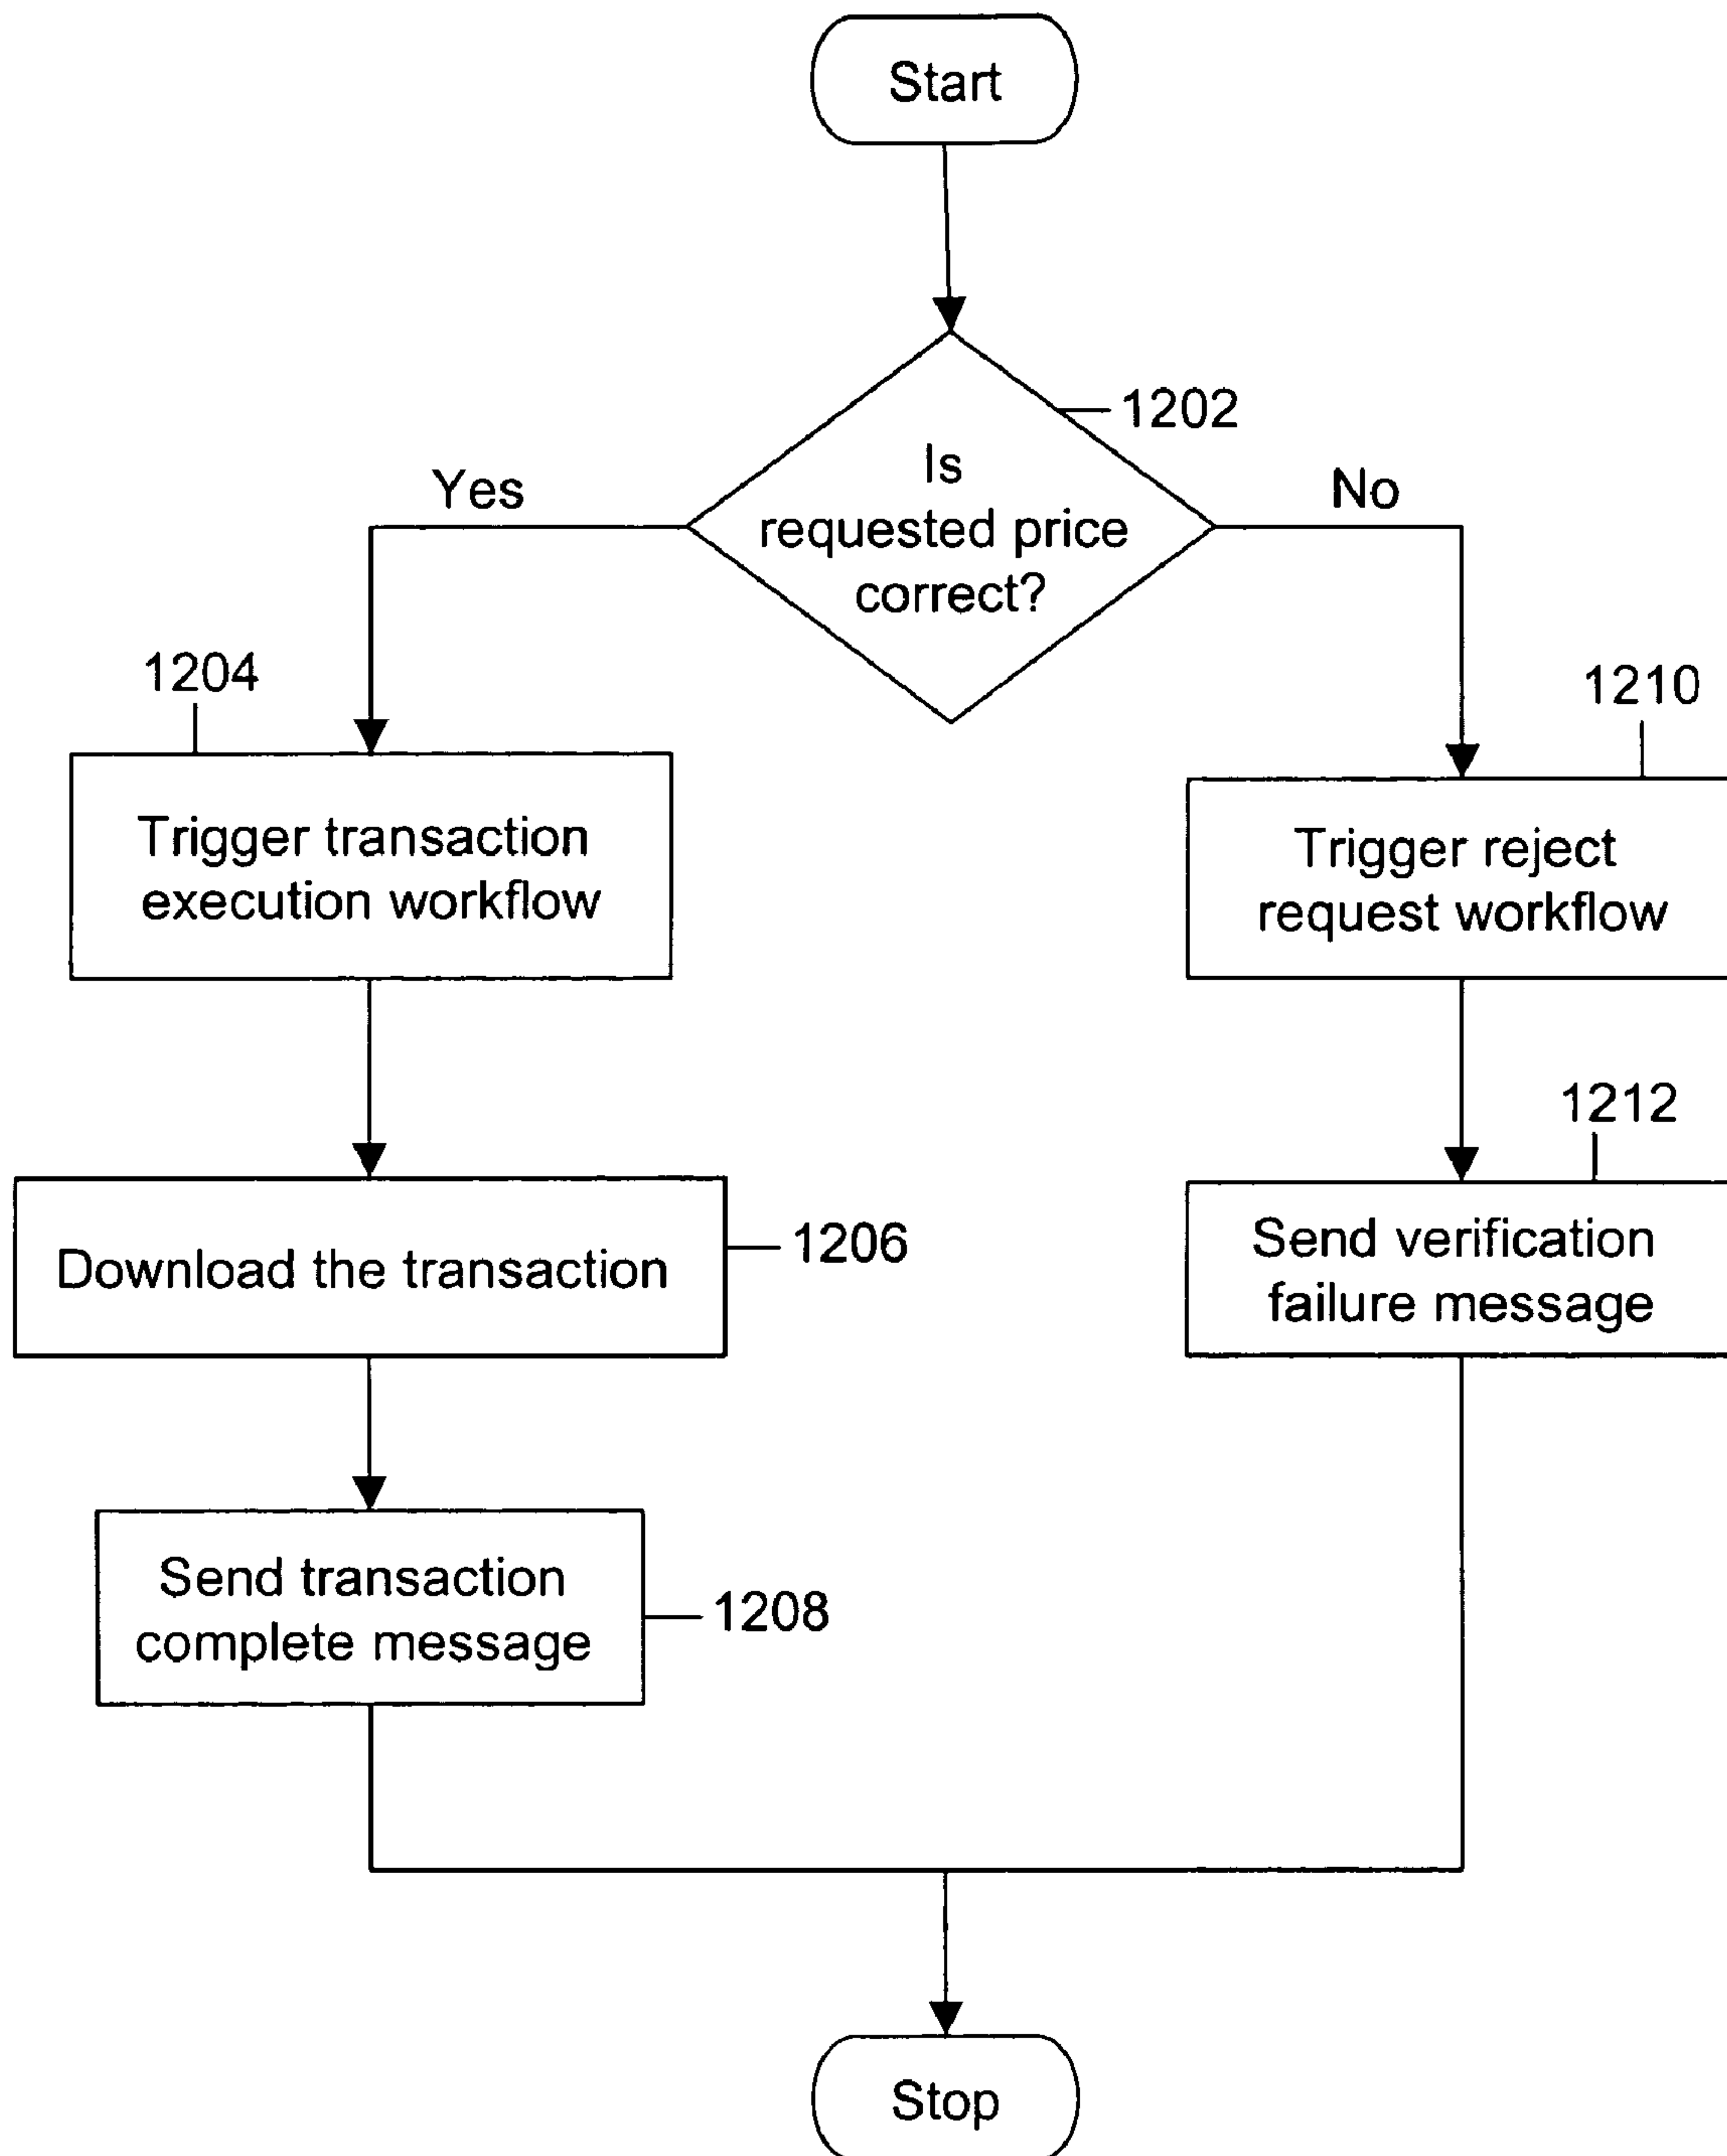 Start
1202
Is
requested price
correct?
Yes
No
1204
Trigger transaction
execution workflow
1210
Trigger reject
request workflow
1206
Download the transaction
1212
Send verification
failure message
Send transaction
complete message
1208
Stop